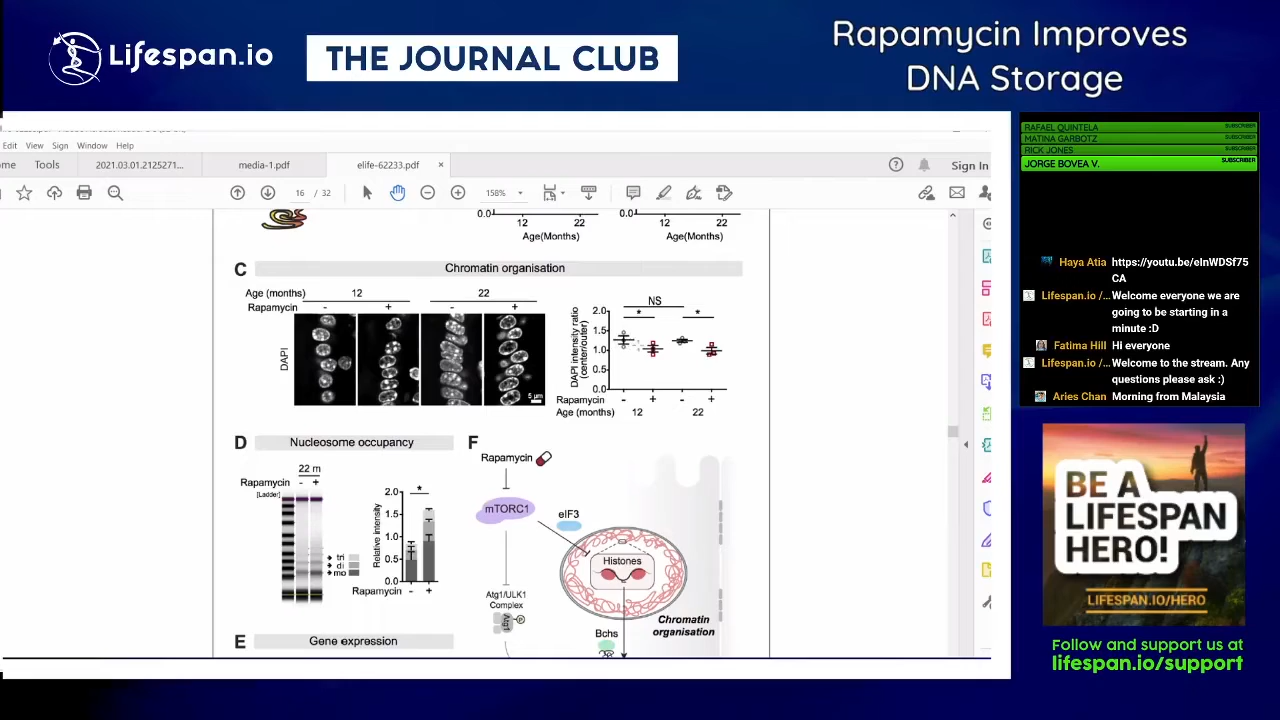 Lifespan.io
THE JOURNAL CLUB
Rapamycin Improves
DNA Storage
Edit View Sign Window Help
ome Tools 2021.03.01.2125271... media-1.pdf elife-62233.pdf × Sign In
16 / 32 158%
0.0 0.0
12 22 12 22
Age(Months) Age(Months)
C Chromatin organisation
Age (months) 12 22
Rapamycin - + - +
DAPI
5 µm
NS
* *
DAPI intensity ratio
(center/outer)
2.0
1.5
1.0
0.5
0.0
Rapamycin - + - +
Age (months) 12 22
D Nucleosome occupancy
22 m
Rapamycin - +
[Ladder]
tri
di
mo
*
Relative intensity
2.0
1.5
1.0
0.5
0.0
Rapamycin - +
F
Rapamycin
mTORC1
eIF3
Histones
Atg1/ULK1
Complex
Atg1
P
Chromatin
organisation
Bchs
E Gene expression
RAFAEL QUINTELA SUBSCRIBER
MATINA GARBOTZ SUBSCRIBER
RICK JONES SUBSCRIBER
JORGE BOVEA V. SUBSCRIBER
Haya Atia https://youtu.be/eInWDSf75
CA
Lifespan.io /... Welcome everyone we are
going to be starting in a
minute :D
Fatima Hill Hi everyone
Lifespan.io /... Welcome to the stream. Any
questions please ask :)
Aries Chan Morning from Malaysia
BE A
LIFESPAN
HERO!
LIFESPAN.IO/HERO
Follow and support us at
lifespan.io/support